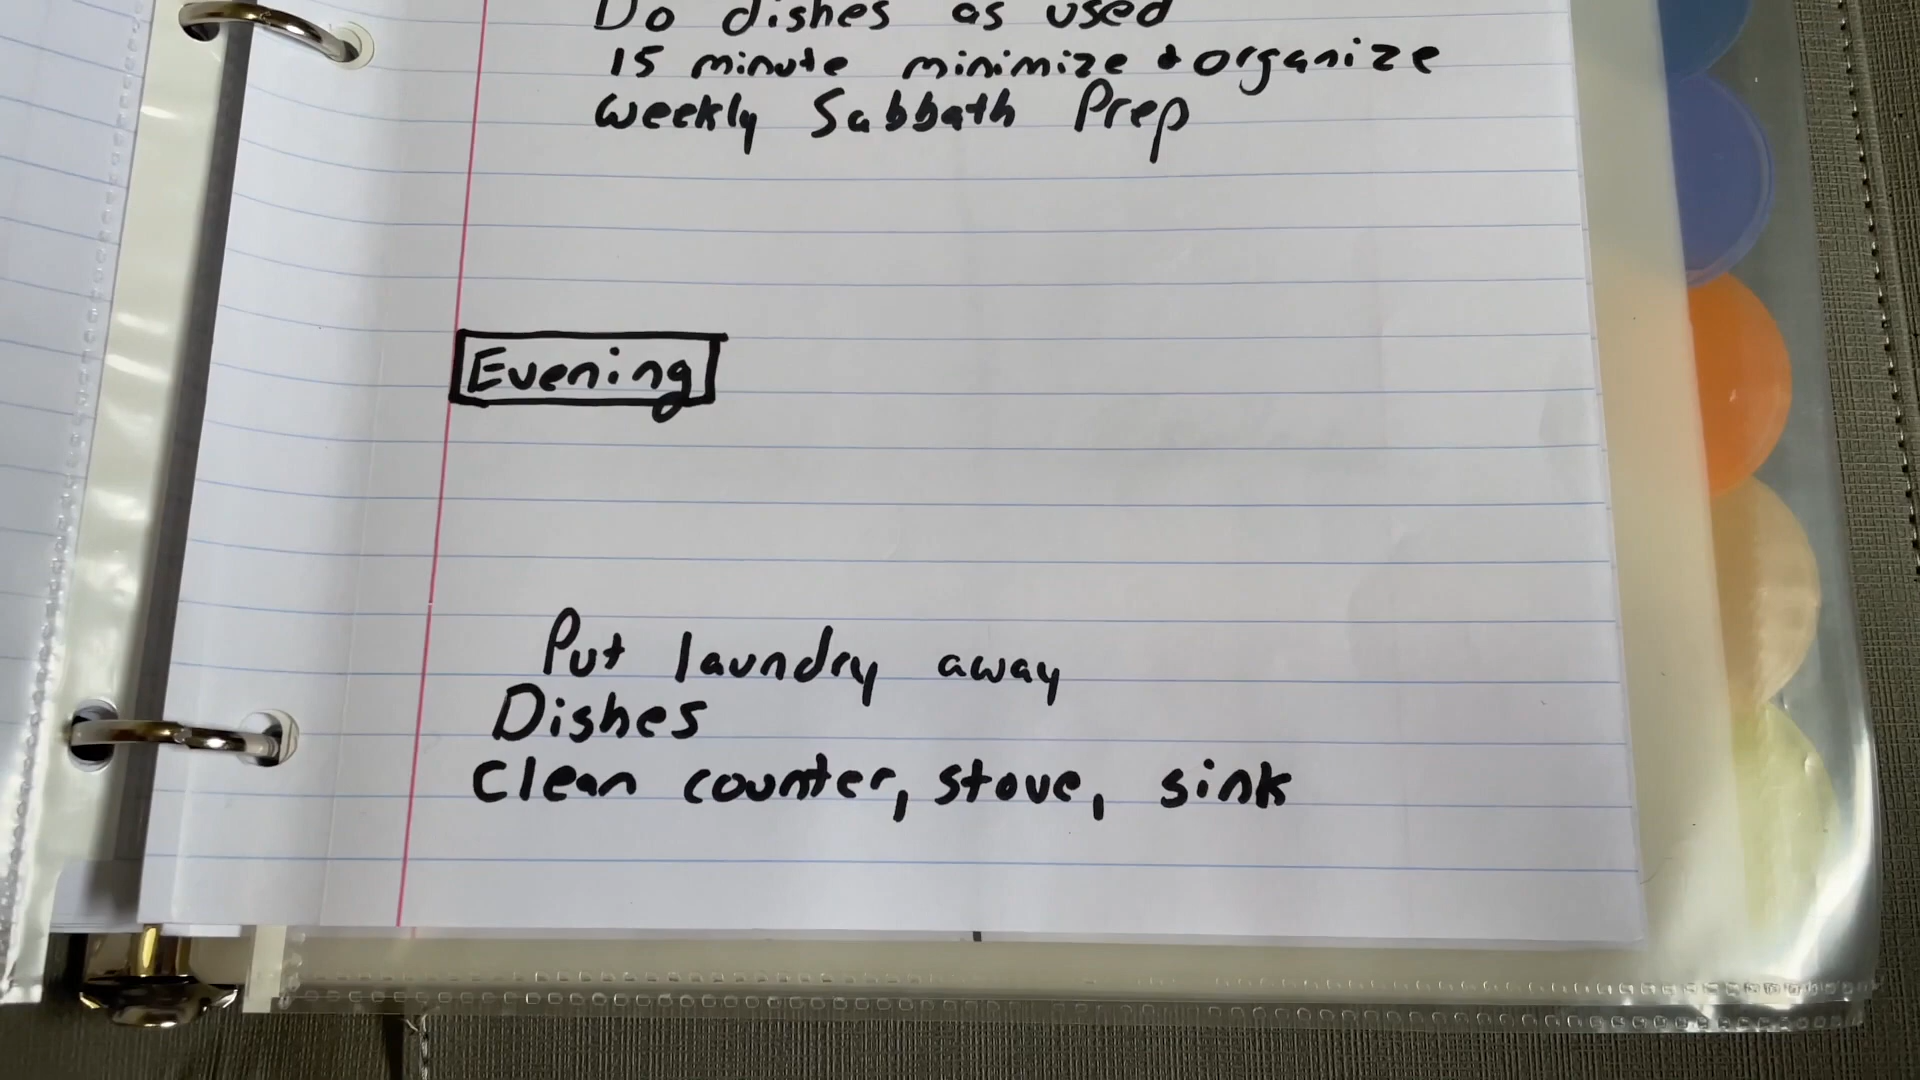 Do dishes as used
15 minute minimize & organize
weekly Sabbath Prep
Evening
Put laundry away
Dishes
Clean counter, stove, sink